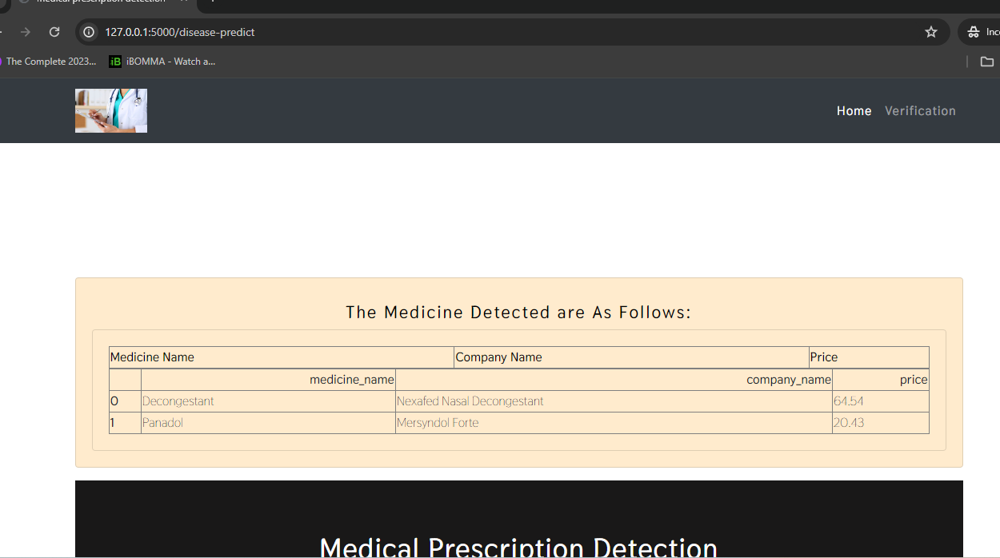 medical prescription detection
127.0.0.1:5000/disease-predict
The Complete 2023...
iB iBOMMA - Watch a...
Home Verification
The Medicine Detected are As Follows:
Medicine Name Company Name Price
medicine_name company_name price
0 Decongestant Nexafed Nasal Decongestant 64.54
1 Panadol Mersyndol Forte 20.43
Medical Prescription Detection